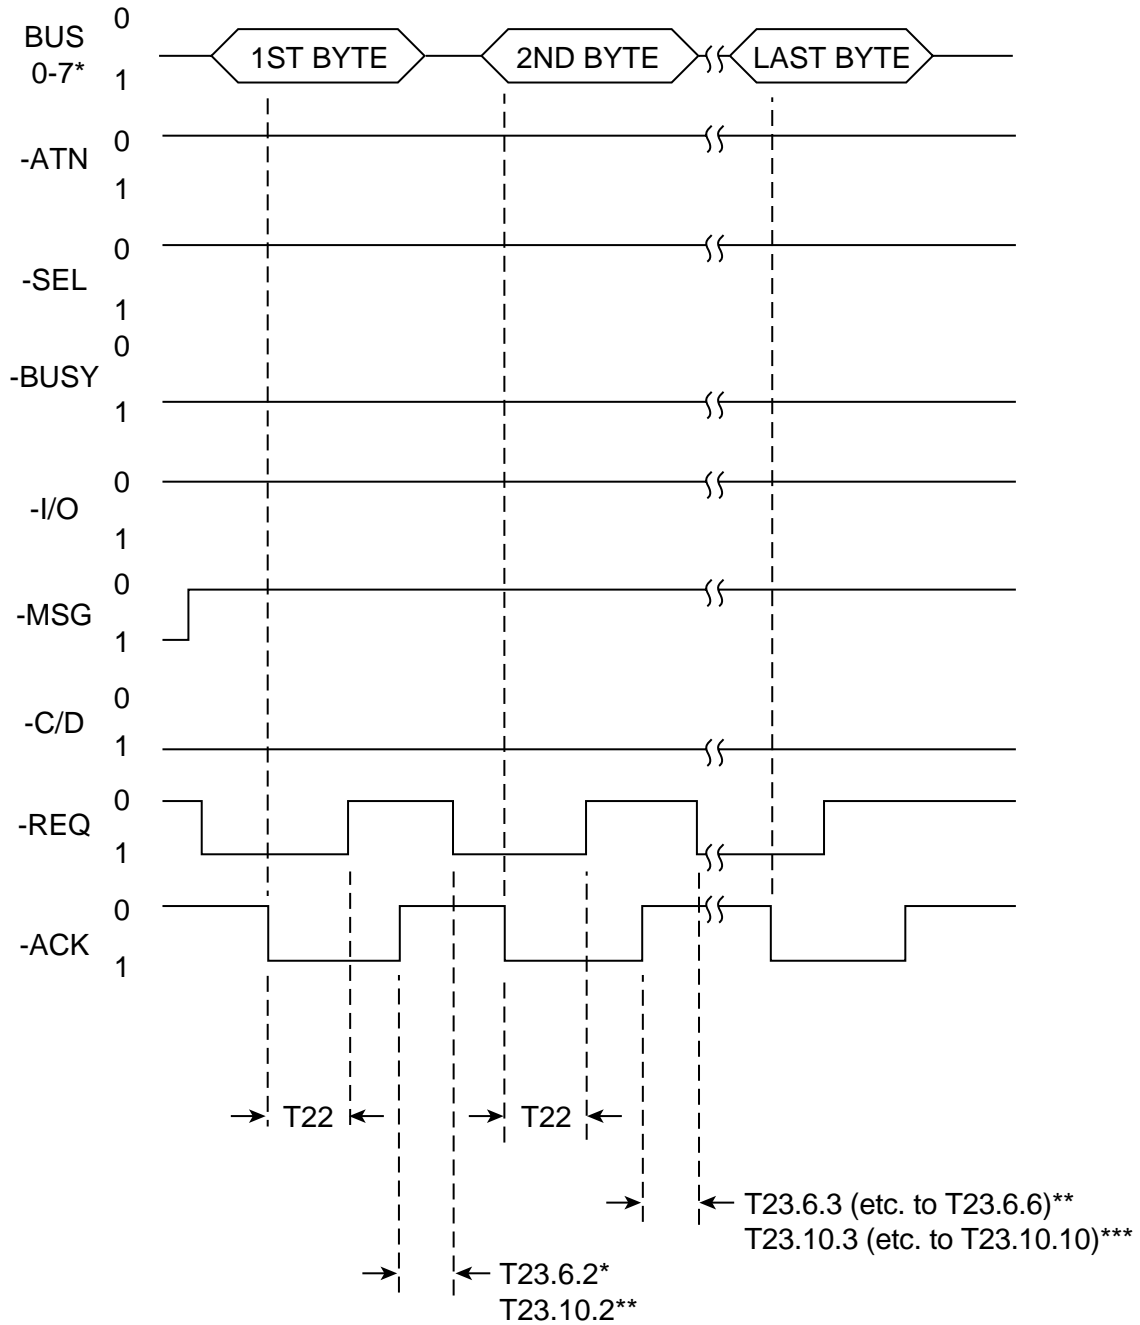 0
BUS
0-7*
1
1ST BYTE
2ND BYTE
LAST BYTE
0
-ATN
1
0
-SEL
1
0
-BUSY
1
0
-I/O
1
0
-MSG
1
0
-C/D
1
0
-REQ
1
0
-ACK
1
T22
T22
T23.6.3 (etc. to T23.6.6)**
T23.10.3 (etc. to T23.10.10)***
T23.6.2*
T23.10.2**